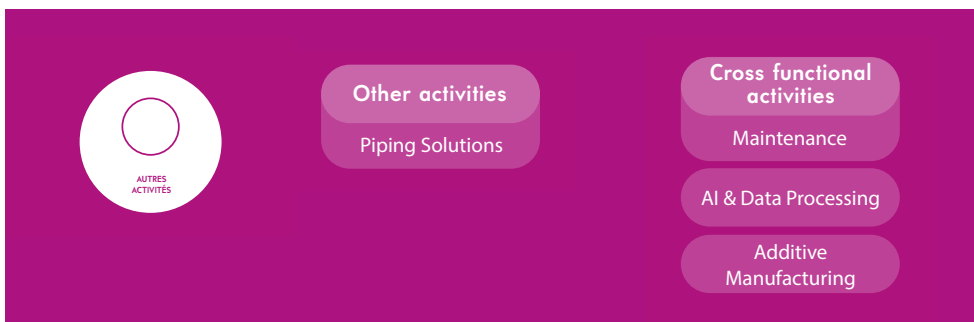 AUTRES
ACTIVITÉS
Other activities
Piping Solutions
Cross functional
activities
Maintenance
AI & Data Processing
Additive
Manufacturing